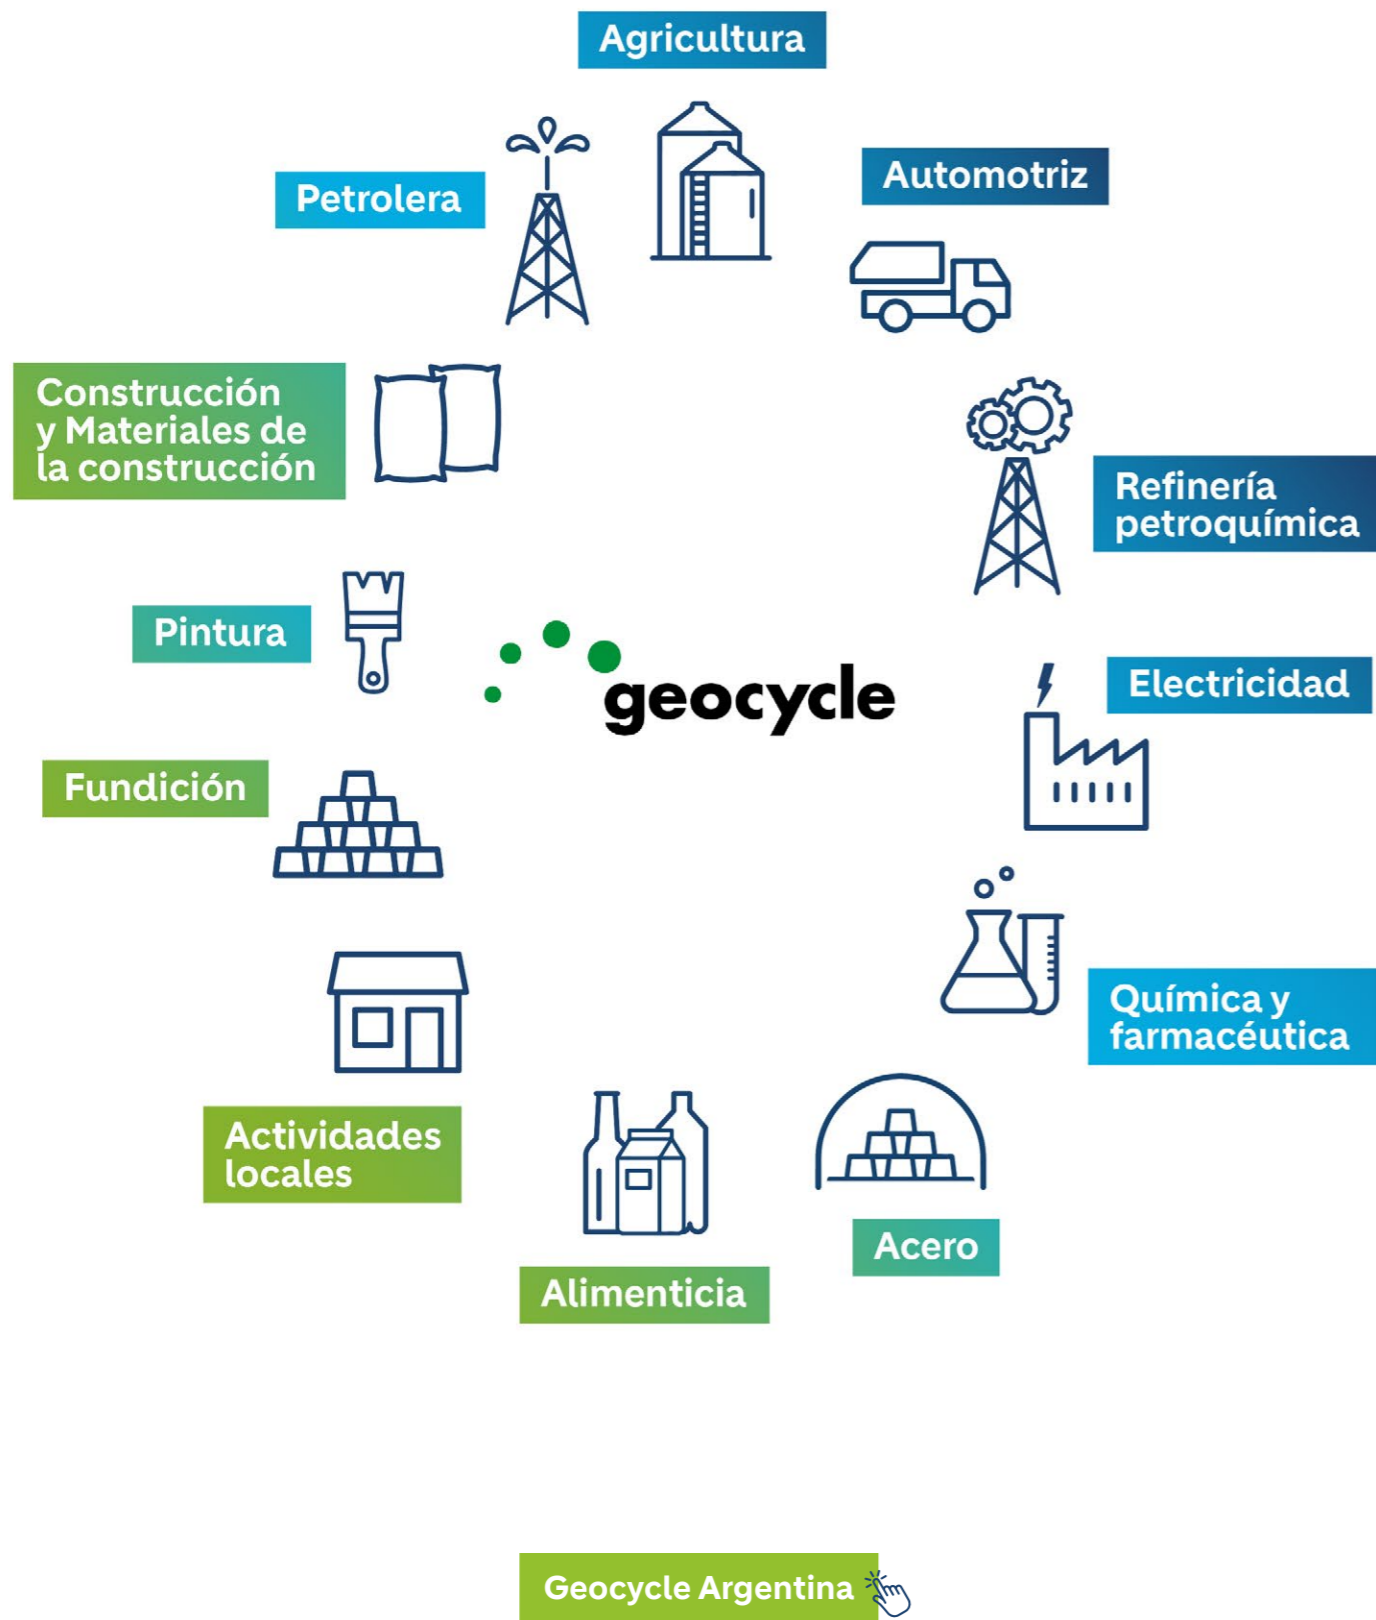 Agricultura
Petrolera
Automotriz
Construcción
y Materiales de
la construcción
Refinería
petroquímica
Pintura
geocycle
Electricidad
Fundición
Química y
farmacéutica
Actividades
locales
Acero
Alimenticia
Geocycle Argentina